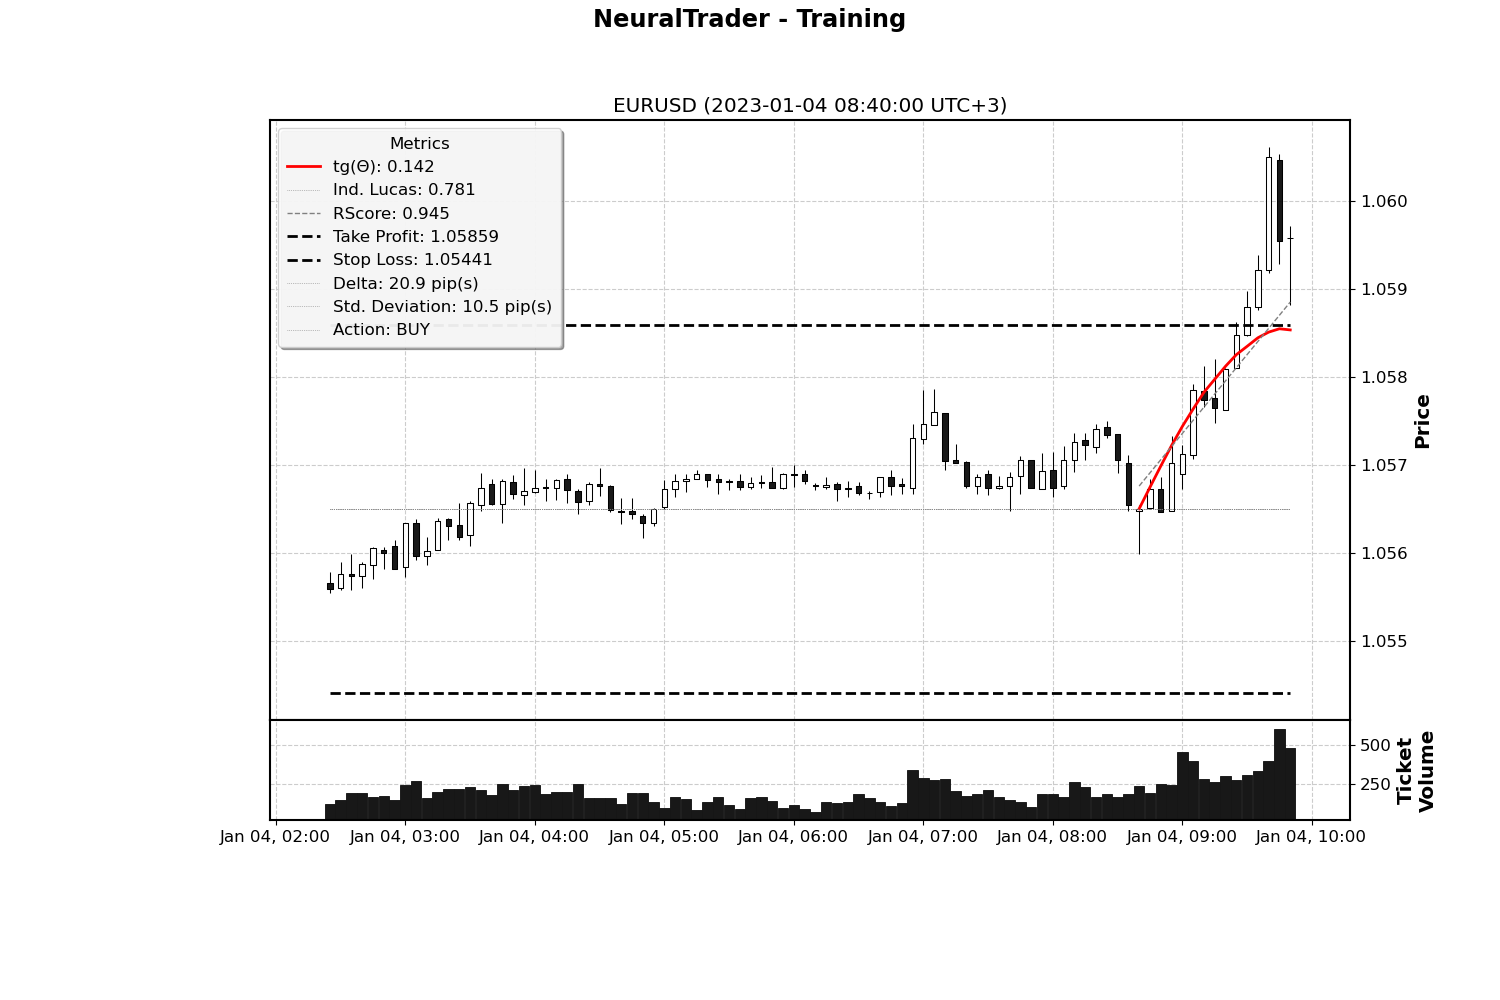 NeuralTrader - Training
EURUSD (2023-01-04 08:40:00 UTC+3)
Metrics
tg(Θ): 0.142
Ind. Lucas: 0.781
RScore: 0.945
Take Profit: 1.05859
Stop Loss: 1.05441
Delta: 20.9 pip(s)
Std. Deviation: 10.5 pip(s)
Action: BUY
1.060
1.059
1.058
1.057
1.056
1.055
Price
500
250
Ticket
Volume
Jan 04, 02:00 Jan 04, 03:00 Jan 04, 04:00 Jan 04, 05:00 Jan 04, 06:00 Jan 04, 07:00 Jan 04, 08:00 Jan 04, 09:00 Jan 04, 10:00